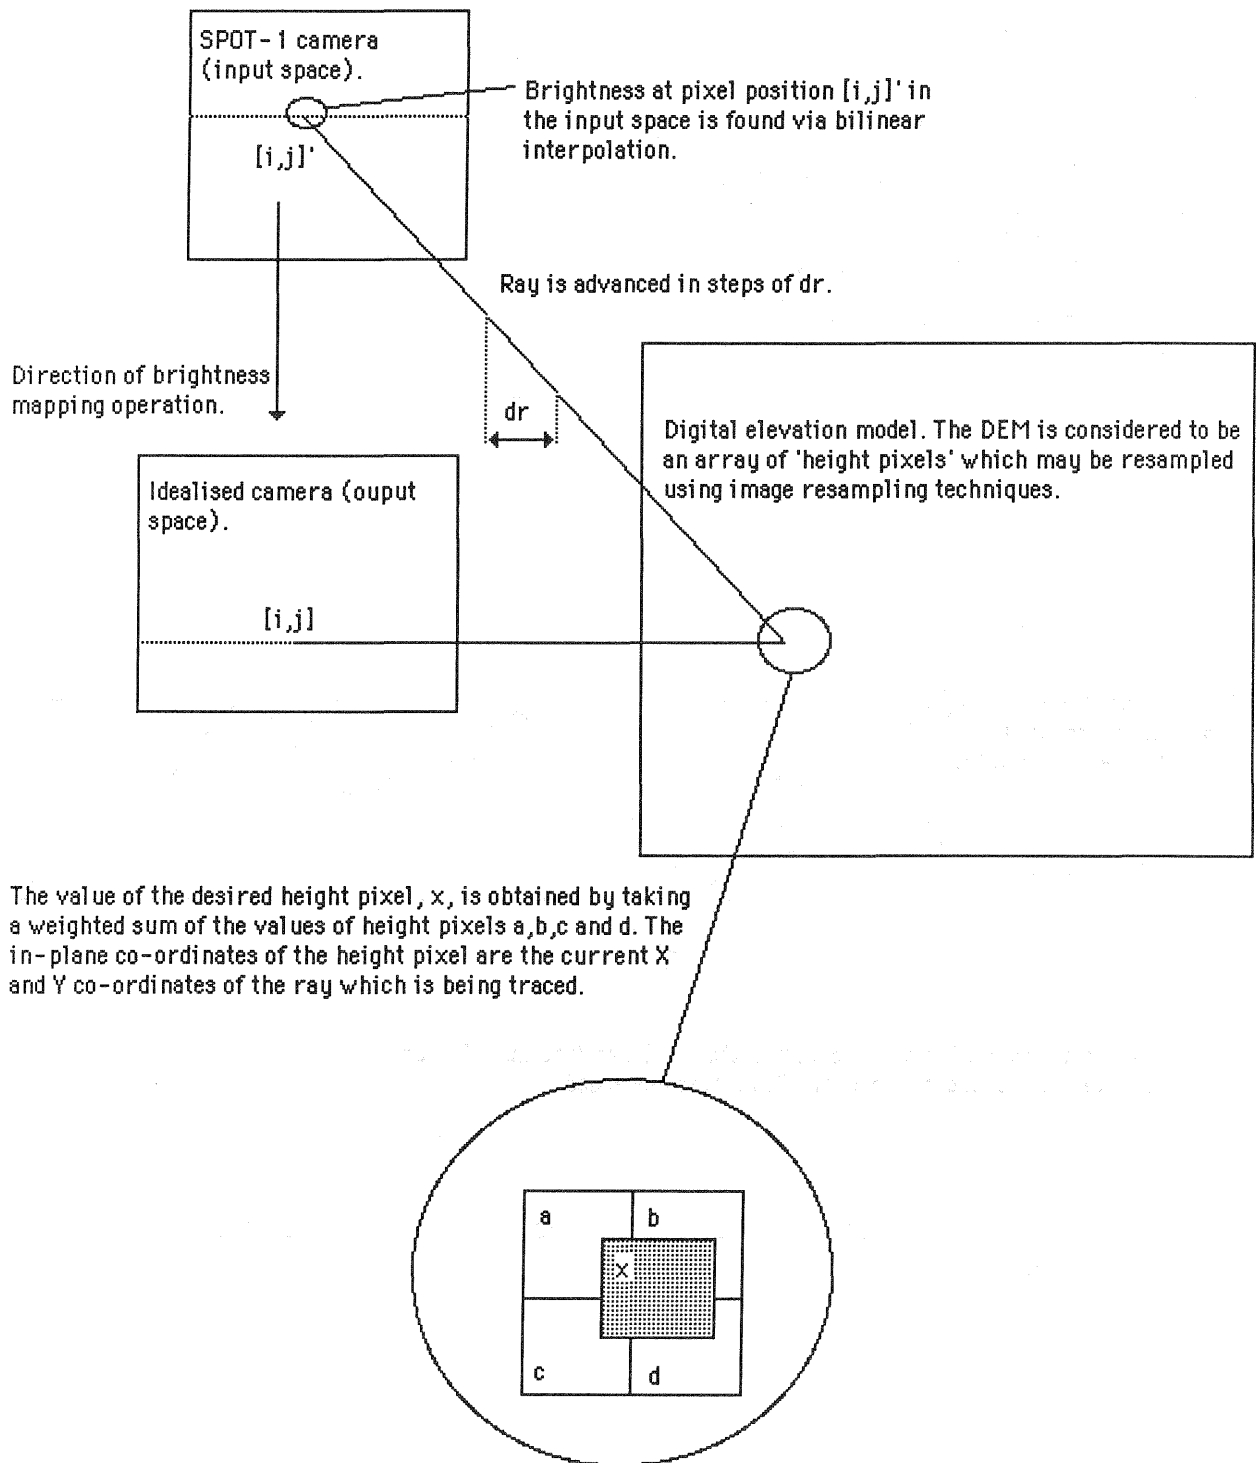 SPOT-1 camera
(input space).
Brightness at pixel position [i,j]' in
the input space is found via bilinear
interpolation.
[i,j]'
Ray is advanced in steps of dr.
Direction of brightness
mapping operation.
dr
Digital elevation model. The DEM is considered to be
an array of 'height pixels' which may be resampled
using image resampling techniques.
Idealised camera (ouput
space).
[i,j]
The value of the desired height pixel, x, is obtained by taking
a weighted sum of the values of height pixels a,b,c and d. The
in-plane co-ordinates of the height pixel are the current X
and Y co-ordinates of the ray which is being traced.
a
b
x
c
d